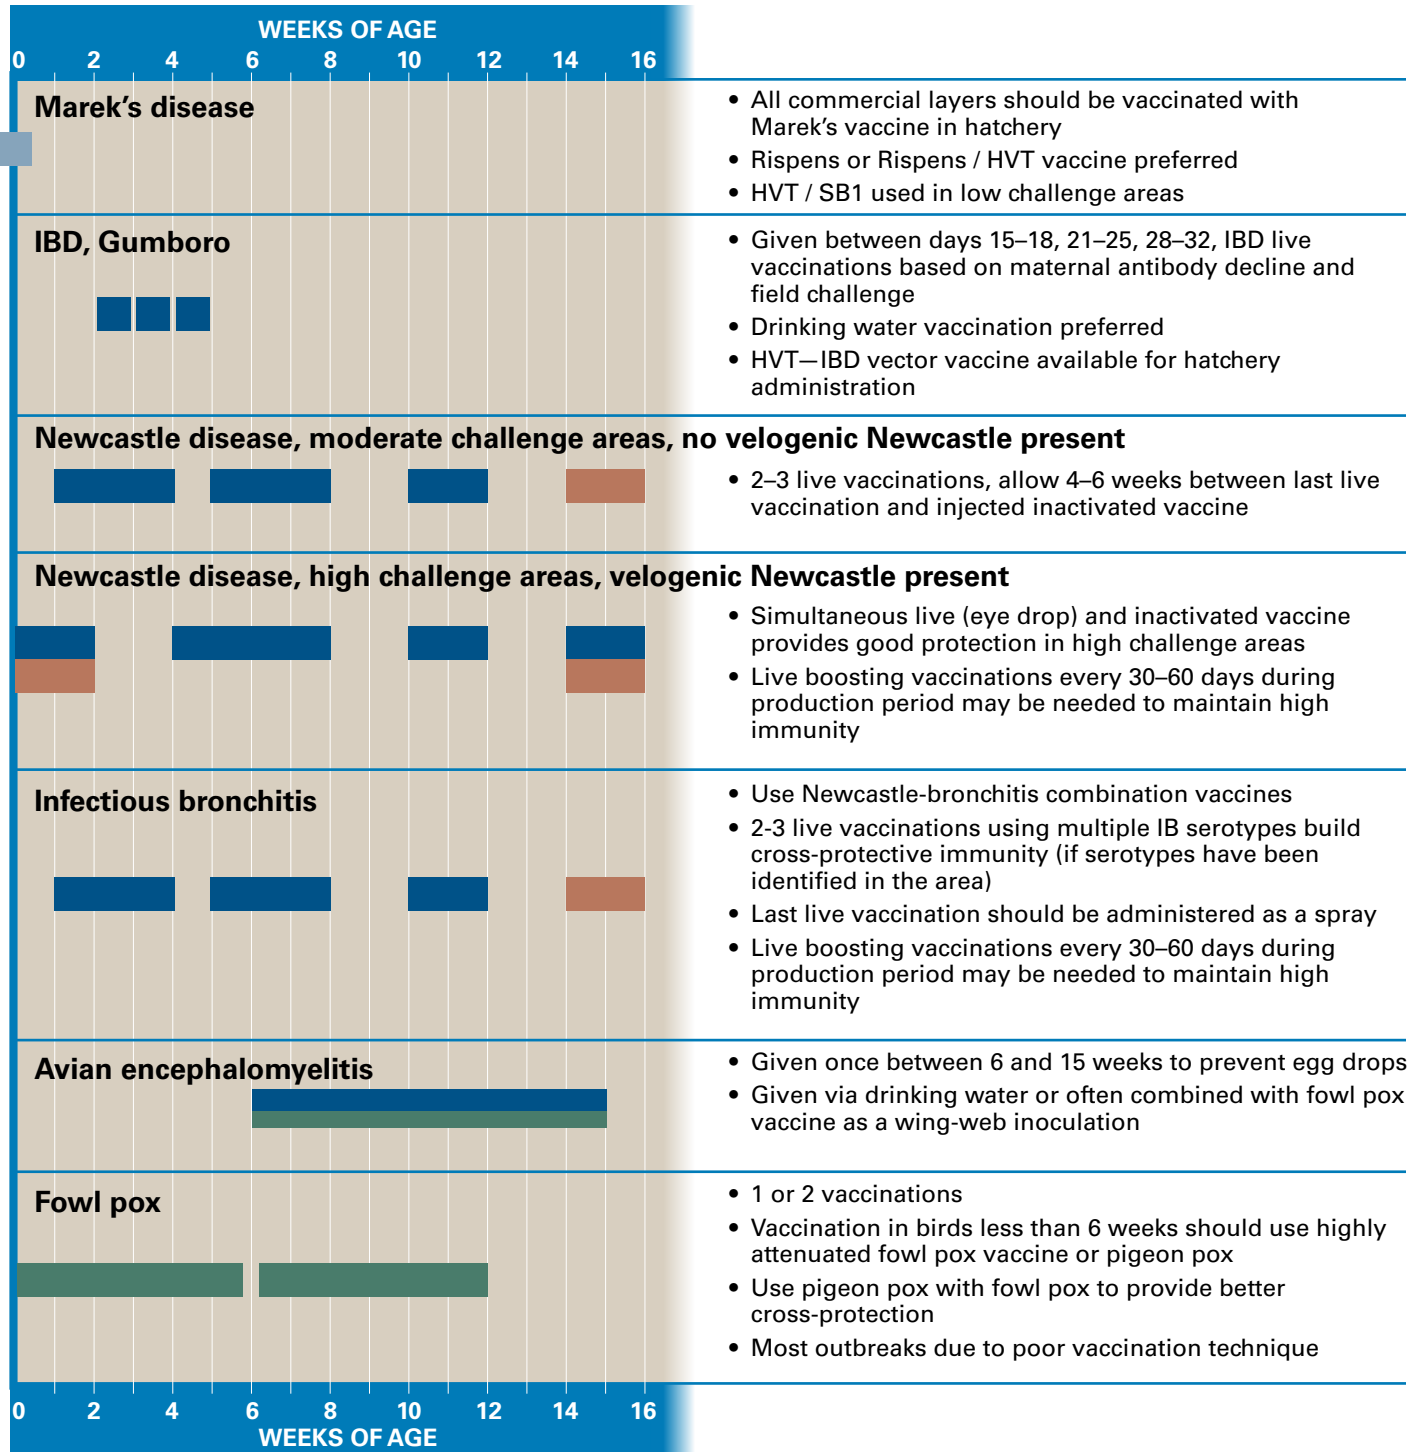 WEEKS OF AGE
0 2 4 6 8 10 12 14 16
Marek’s disease
• All commercial layers should be vaccinated with
Marek’s vaccine in hatchery
• Rispens or Rispens / HVT vaccine preferred
• HVT / SB1 used in low challenge areas
IBD, Gumboro
• Given between days 15–18, 21–25, 28–32, IBD live
vaccinations based on maternal antibody decline and
field challenge
• Drinking water vaccination preferred
• HVT—IBD vector vaccine available for hatchery
administration
Newcastle disease, moderate challenge areas, no velogenic Newcastle present
• 2–3 live vaccinations, allow 4–6 weeks between last live
vaccination and injected inactivated vaccine
Newcastle disease, high challenge areas, velogenic Newcastle present
• Simultaneous live (eye drop) and inactivated vaccine
provides good protection in high challenge areas
• Live boosting vaccinations every 30–60 days during
production period may be needed to maintain high
immunity
Infectious bronchitis
• Use Newcastle-bronchitis combination vaccines
• 2-3 live vaccinations using multiple IB serotypes build
cross-protective immunity (if serotypes have been
identified in the area)
• Last live vaccination should be administered as a spray
• Live boosting vaccinations every 30–60 days during
production period may be needed to maintain high
immunity
Avian encephalomyelitis
• Given once between 6 and 15 weeks to prevent egg drops
• Given via drinking water or often combined with fowl pox
vaccine as a wing-web inoculation
Fowl pox
• 1 or 2 vaccinations
• Vaccination in birds less than 6 weeks should use highly
attenuated fowl pox vaccine or pigeon pox
• Use pigeon pox with fowl pox to provide better
cross-protection
• Most outbreaks due to poor vaccination technique
0 2 4 6 8 10 12 14 16
WEEKS OF AGE